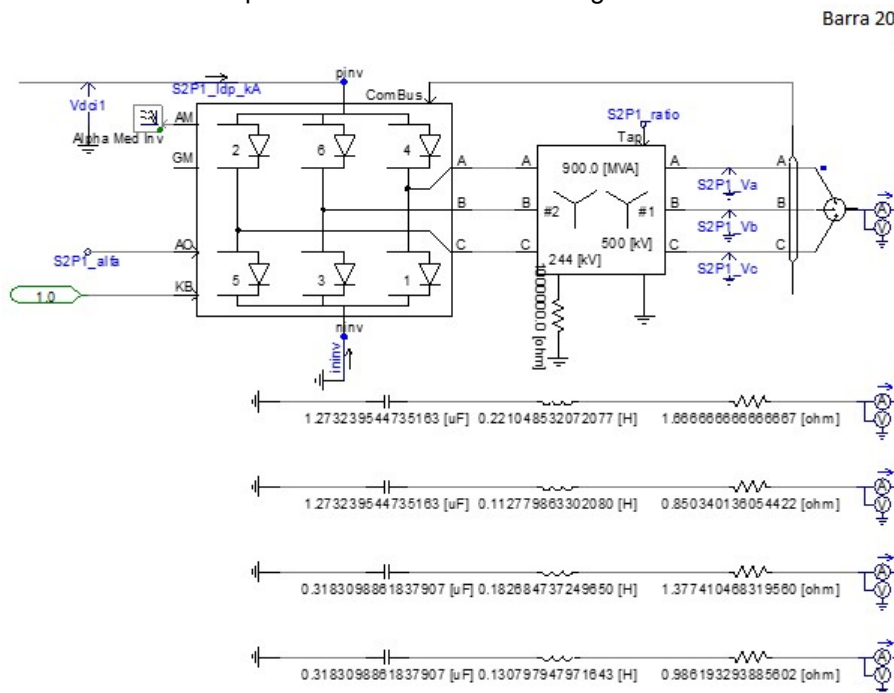 Barra 20
pinv
S2P1_Idp_kA
ComBus
Vdci1
AM
Alpha Med Inv
GM
2
6
4
S2P1_ratio
Tap
900.0 [MVA]
A
A
A
A
#2
#1
B
B
B
B
S2P1_Va
S2P1_Vb
500 [kV]
C
C
C
C
244 [kV]
S2P1_Vc
AO
S2P1_alfa
5
3
1
KB
1.0
ninv
ininv
[ohm]
A
V
1.273239544735163 [uF] 0.221048532072077 [H] 1.666666666666667 [ohm]
A
V
1.273239544735163 [uF] 0.112779863302080 [H] 0.850340136054422 [ohm]
A
V
0.3183098861837907 [uF] 0.182684737249650 [H] 1.377410468319560 [ohm]
A
V
0.3183098861837907 [uF] 0.130797947971643 [H] 0.986193293885602 [ohm]
A
V